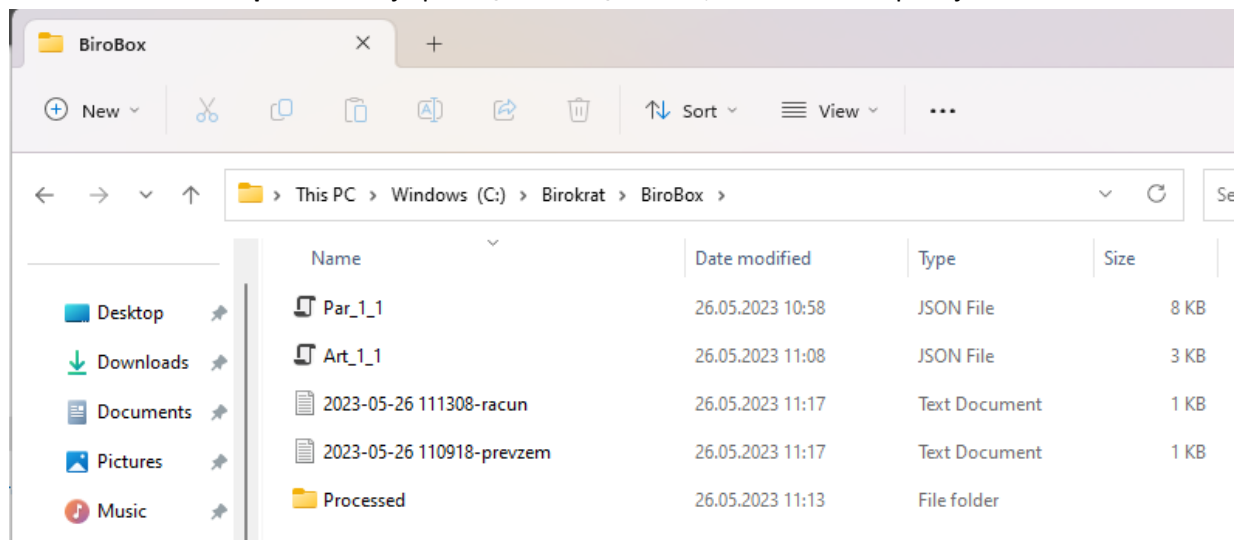 BiroBox
New
Sort
View
This PC > Windows (C:) > Birokrat > BiroBox >
Se
Name Date modified Type Size
Desktop
Downloads
Documents
Pictures
Music
Par_1_1 26.05.2023 10:58 JSON File 8 KB
Art_1_1 26.05.2023 11:08 JSON File 3 KB
2023-05-26 111308-racun 26.05.2023 11:17 Text Document 1 KB
2023-05-26 110918-prevzem 26.05.2023 11:17 Text Document 1 KB
Processed 26.05.2023 11:13 File folder